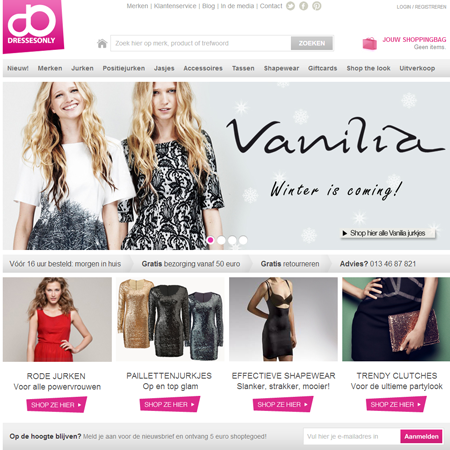 DRESSESONLY
Merken | Klantenservice | Blog | In de media | Contact
LOGIN / REGISTREREN
Zoek hier op merk, product of trefwoord
ZOEKEN
JOUW SHOPPINGBAG
Geen items.
Nieuw! Merken Jurken Positiejurken Jasjes Accessoires Tassen Shapewear Giftcards Shop the look Uitverkoop
Vanilia
Winter is coming!
Shop hier alle Vanilia jurkjes
Vóór 16 uur besteld: morgen in huis
Gratis bezorging vanaf 50 euro
Gratis retourneren
Advies? 013 46 87 821
RODE JURKEN
Voor alle powervrouwen
SHOP ZE HIER
PAILLETTENJURKJES
Op en top glam
SHOP ZE HIER
EFFECTIEVE SHAPEWEAR
Slanker, strakker, mooier!
SHOP ZE HIER
TRENDY CLUTCHES
Voor de ultieme partylook
SHOP ZE HIER
Op de hoogte blijven? Meld je aan voor de nieuwsbrief en ontvang 5 euro shoptegoed!
Vul hier je e-mailadres in
Aanmelden